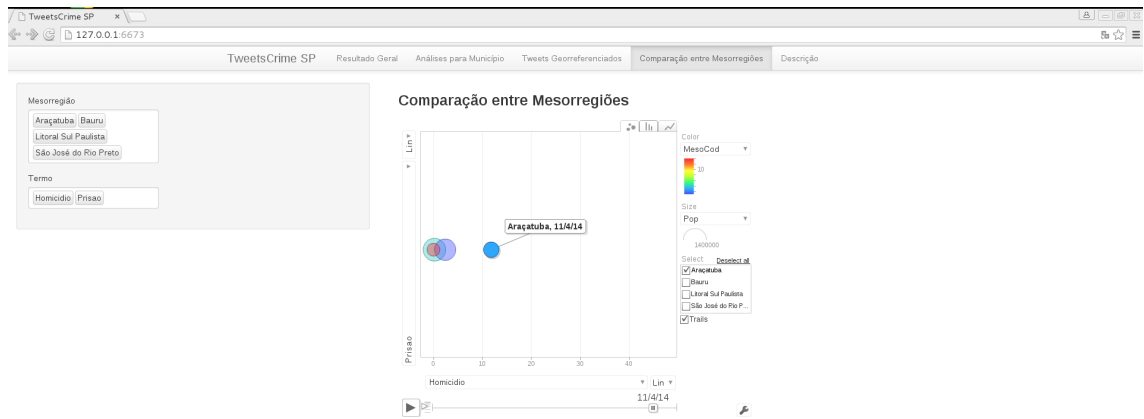 TweetsCrime SP
127.0.0.1:6673
TweetsCrime SP Resultado Geral Análises para Município Tweets Georreferenciados Comparação entre Mesorregiões Descrição
Mesorregião
Araçatuba Bauru
Litoral Sul Paulista
São José do Rio Preto
Termo
Homicidio Prisao
Comparação entre Mesorregiões
Lin
Prisao
Araçatuba, 11/4/14
0 10 20 30 40
Homicidio Lin
11/4/14
Color
MesoCod
10
Size
Pop
1400000
Select Deselect all
Araçatuba
Bauru
Litoral Sul Paulista
São José do Rio P...
Trails